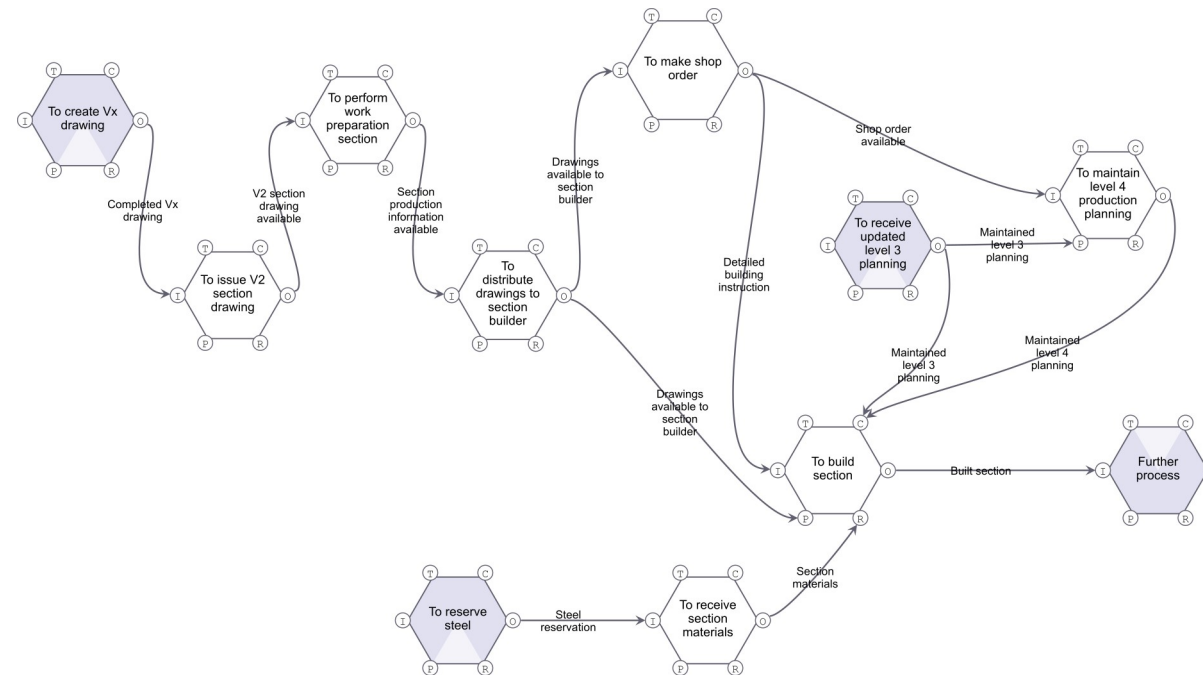 T
C
To create Vx
drawing
I
O
P
R
Completed Vx
drawing
T
C
To issue V2
section
drawing
I
O
P
R
V2 section
drawing
available
T
C
To perform
work
preparation
section
I
O
P
R
Section
production
information
available
T
C
To
distribute
drawings to
section
builder
I
O
P
R
Drawings
available to
section
builder
T
C
To make shop
order
I
O
P
R
Shop order
available
Detailed
building
instruction
T
C
To maintain
level 4
production
planning
I
O
P
R
T
C
To receive
updated
level 3
planning
I
O
P
R
Maintained
level 3
planning
Maintained
level 3
planning
Maintained
level 4
planning
Drawings
available to
section
builder
T
C
To build
section
I
O
P
R
Built section
T
C
Further
process
I
O
P
R
T
C
To reserve
steel
I
O
P
R
Steel
reservation
T
C
To receive
section
materials
I
O
P
R
Section
materials